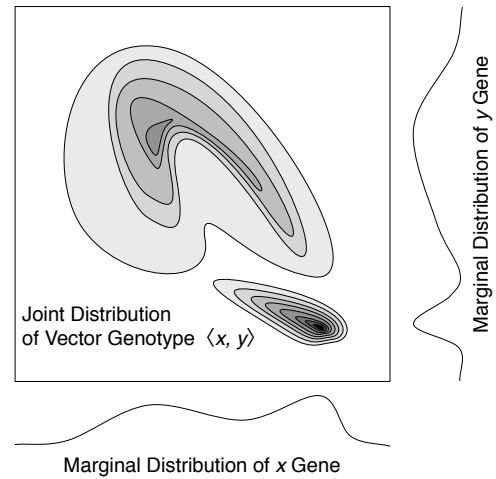 Joint Distribution
of Vector Genotype ⟨x, y⟩
Marginal Distribution of y Gene
Marginal Distribution of x Gene